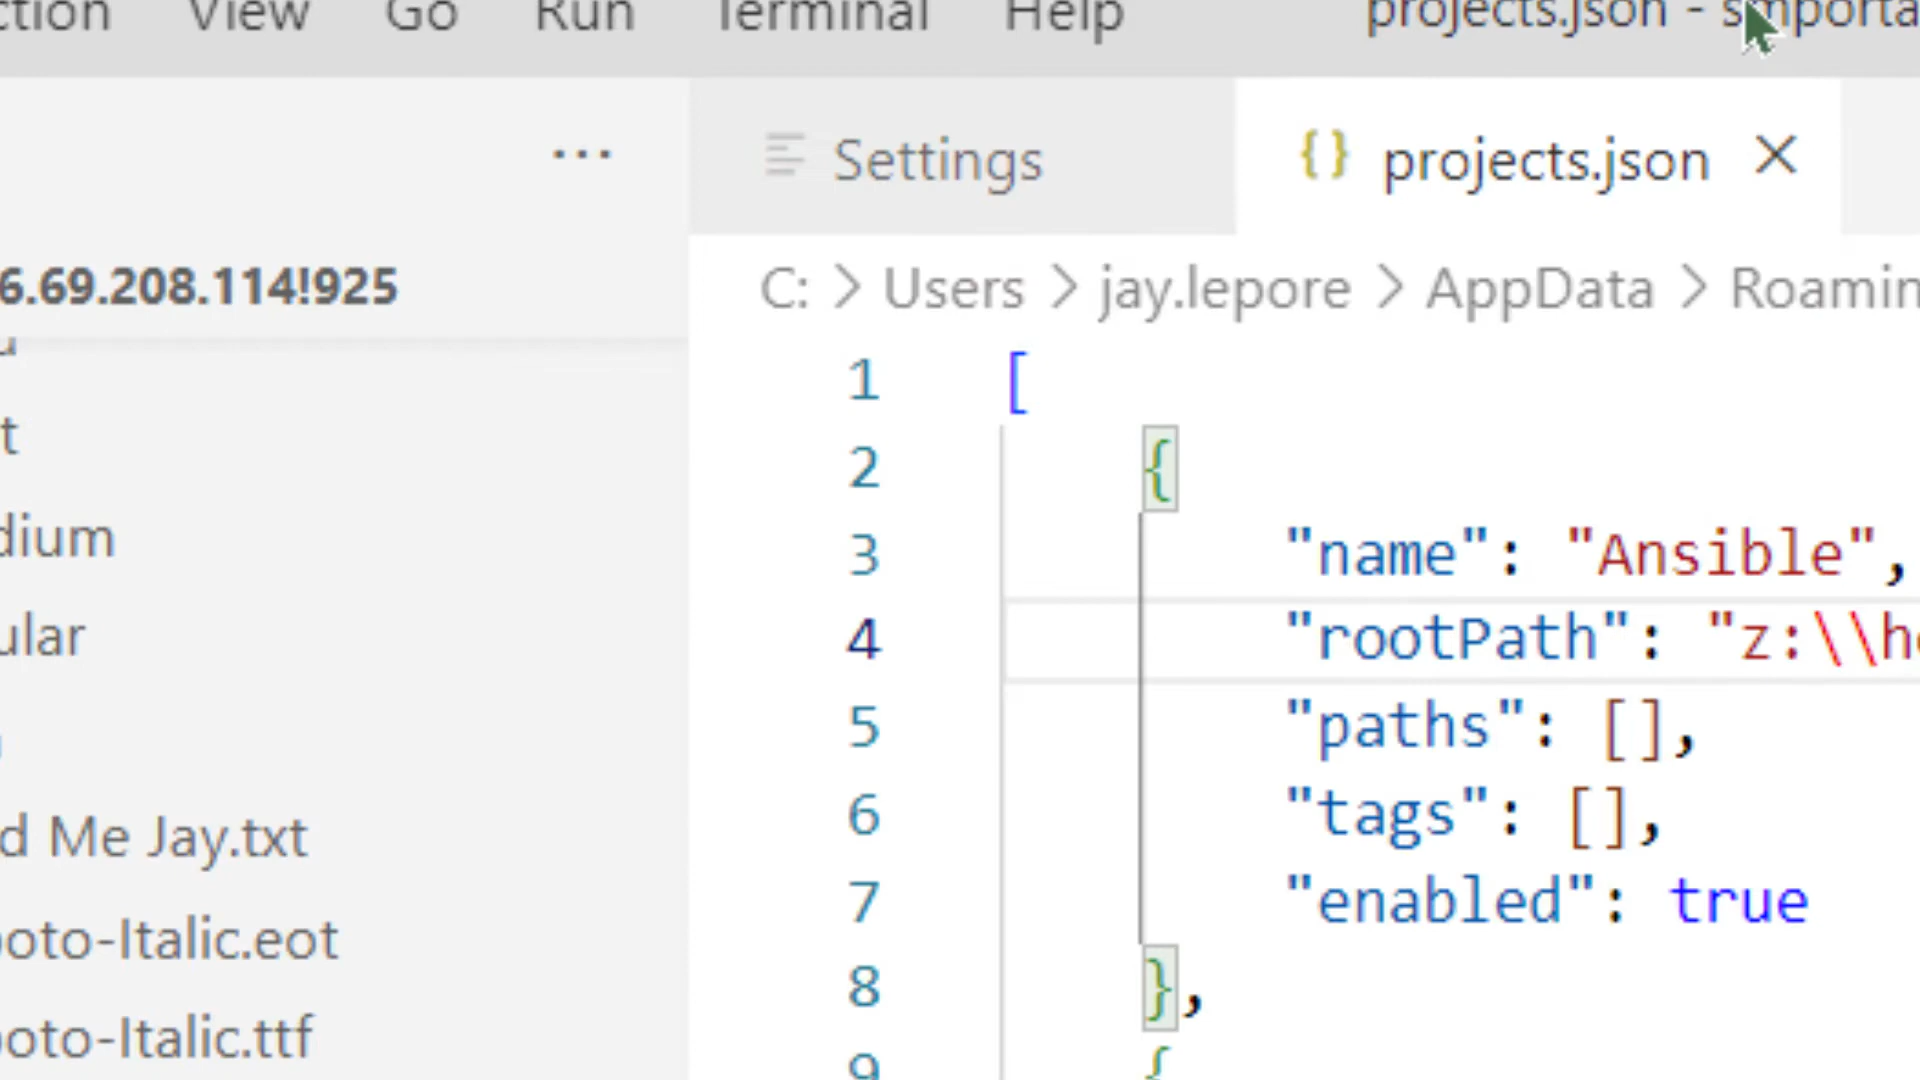 ction View Go Run Terminal Help projects.json - smporta
Settings projects.json
6.69.208.114!925
C: > Users > jay.lepore > AppData > Roamin
t
dium
ular
d Me Jay.txt
oto-Italic.eot
oto-Italic.ttf
1 [
2 {
3 "name": "Ansible",
4 "rootPath": "z:\\h
5 "paths": [],
6 "tags": [],
7 "enabled": true
8 },
9 {